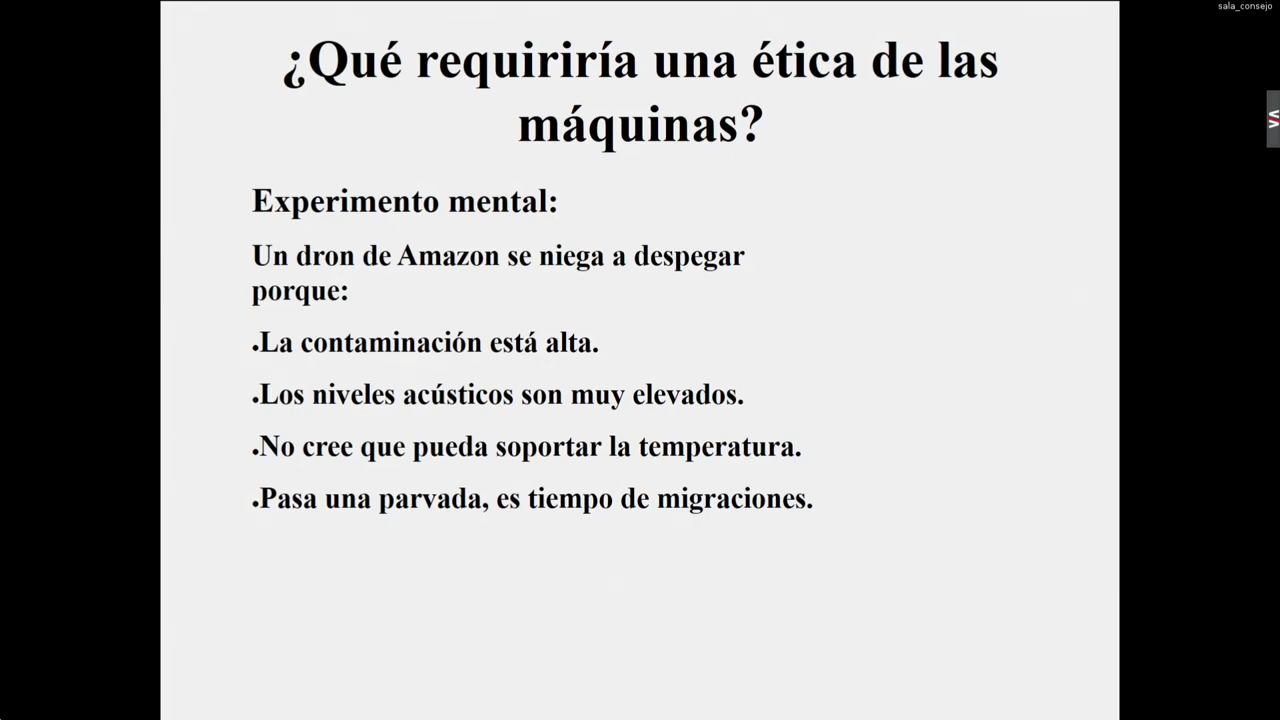 sala_consejo
¿Qué requiriría una ética de las
máquinas?
Experimento mental:
Un dron de Amazon se niega a despegar
porque:
•La contaminación está alta.
•Los niveles acústicos son muy elevados.
•No cree que pueda soportar la temperatura.
•Pasa una parvada, es tiempo de migraciones.